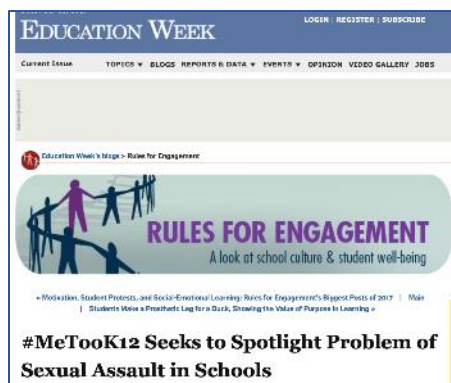 EDUCATION WEEK
LOGIN | REGISTER | SUBSCRIBE
Current Issue
TOPICS ▾ BLOGS REPORTS & DATA ▾ EVENTS ▾ OPINION VIDEO GALLERY JOBS
Advertisement
Education Week's blogs > Rules for Engagement
RULES FOR ENGAGEMENT
A look at school culture & student well-being
« Motivation, Student Protests, and Social-Emotional Learning: Rules for Engagement's Biggest Posts of 2017 | Main
| Students Make a Prosthetic Leg for a Duck, Showing the Value of Purpose in Learning »
#MeTooK12 Seeks to Spotlight Problem of
Sexual Assault in Schools